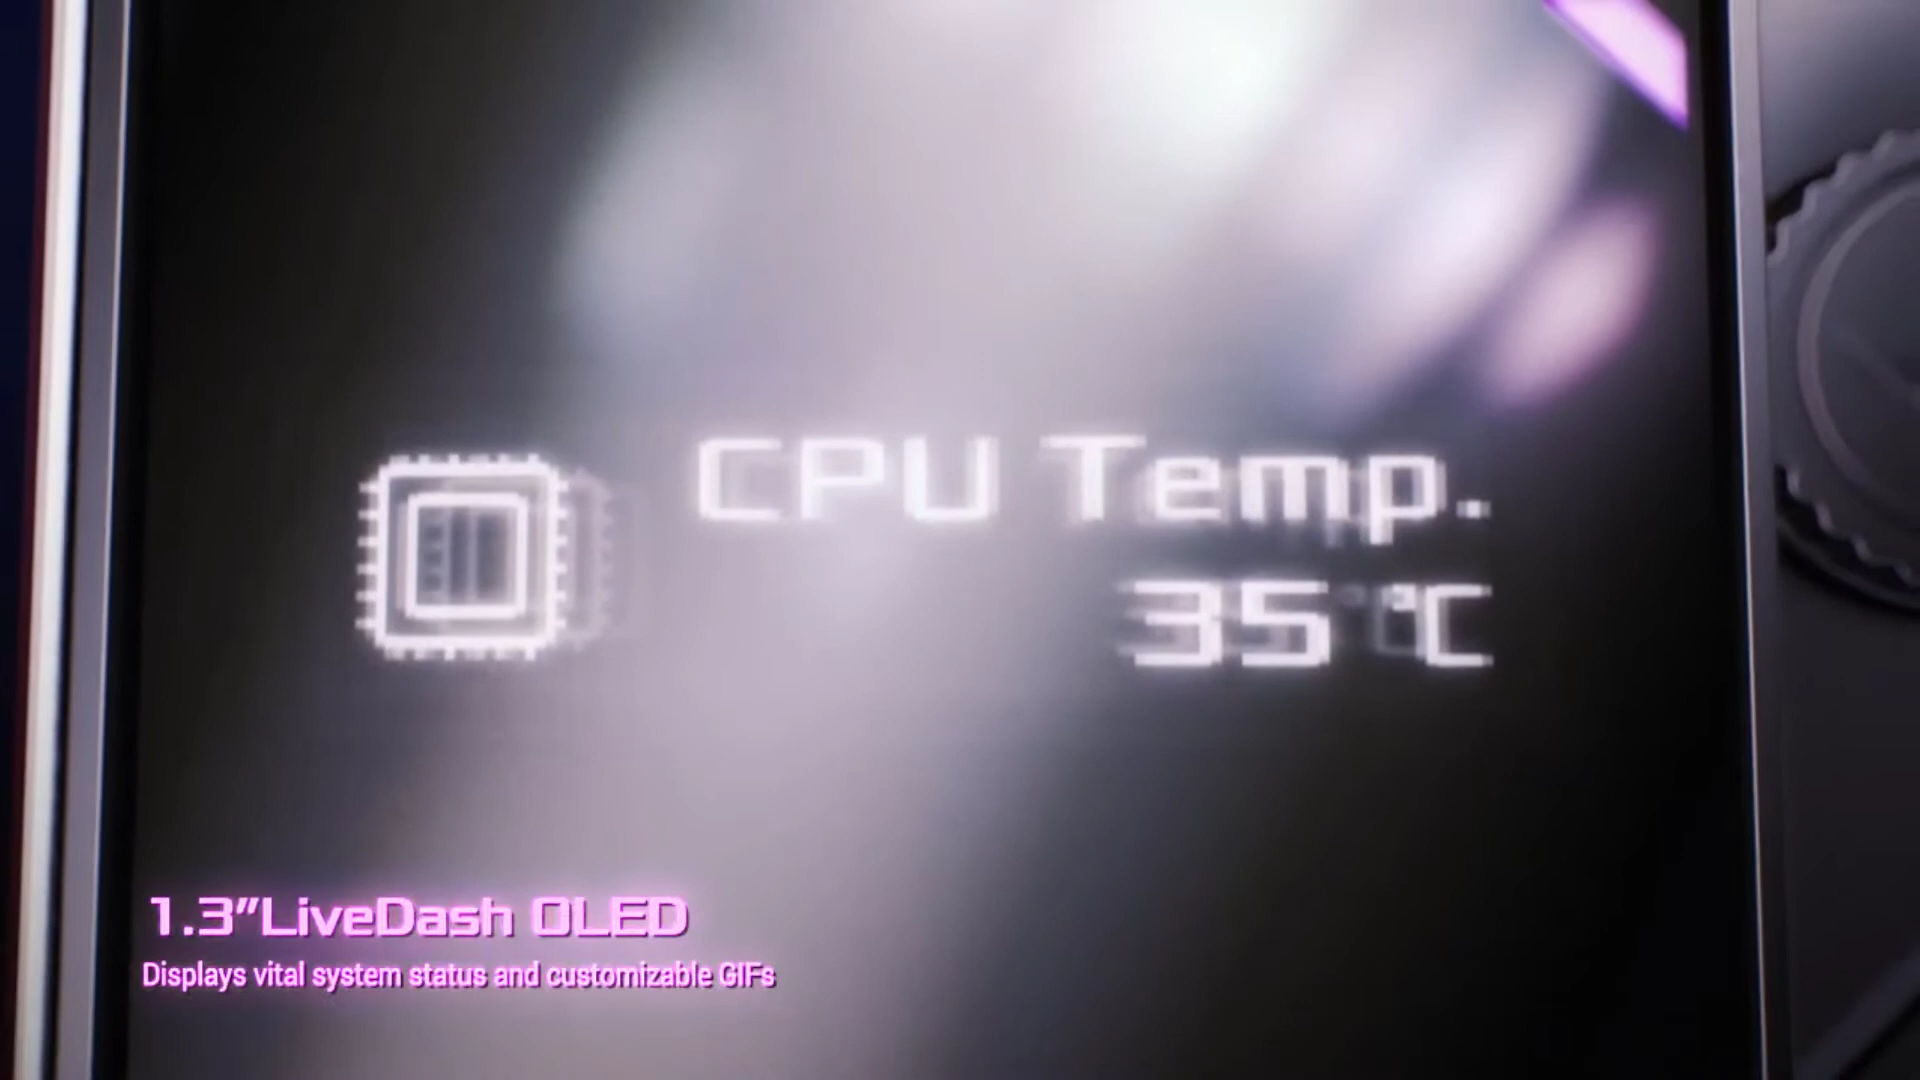 CPU Temp.
35 °C
1.3”LiveDash OLED
Displays vital system status and customizable GIFs